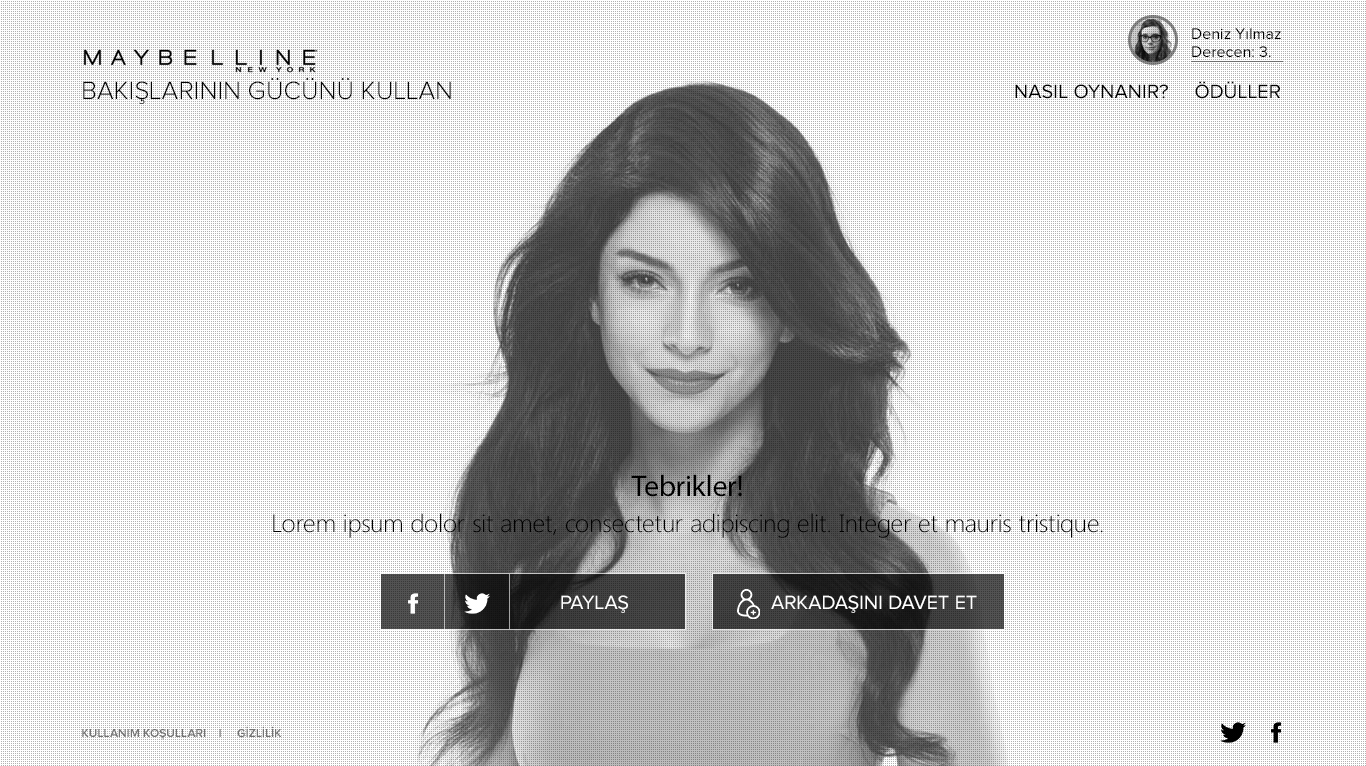 MAYBELLINE
NEW YORK
BAKIŞLARININ GÜCÜNÜ KULLAN
Deniz Yılmaz
Derecen: 3.
NASIL OYNANIR? ÖDÜLLER
Tebrikler!
Lorem ipsum dolor sit amet, consectetur adipiscing elit. Integer et mauris tristique.
PAYLAŞ
ARKADAŞINI DAVET ET
KULLANIM KOŞULLARI | GİZLİLİK